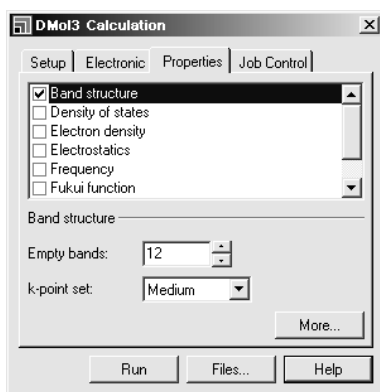 DMol3 Calculation
Setup Electronic Properties Job Control
Band structure
Density of states
Electron density
Electrostatics
Frequency
Fukui function
Band structure
Empty bands: 12
k-point set: Medium
More...
Run Files... Help